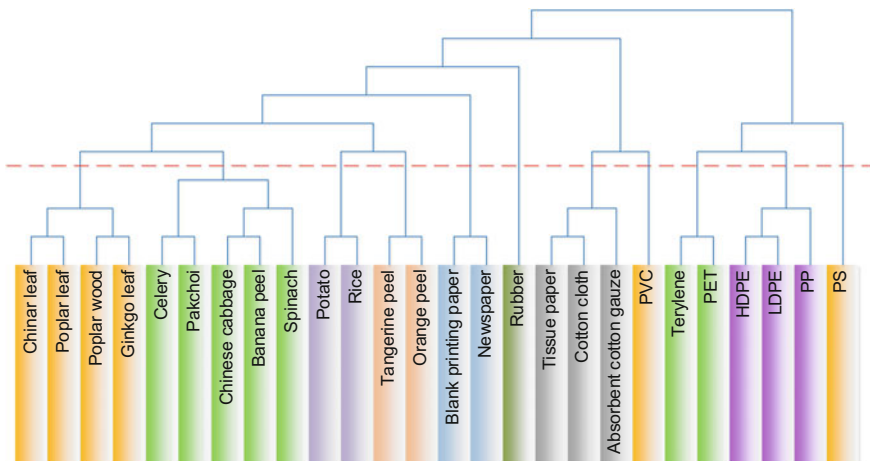 Chinar leaf
Poplar leaf
Poplar wood
Ginkgo leaf
Celery
Pakchoi
Chinese cabbage
Banana peel
Spinach
Potato
Rice
Tangerine peel
Orange peel
Blank printing paper
Newspaper
Rubber
Tissue paper
Cotton cloth
Absorbent cotton gauze
PVC
Terylene
PET
HDPE
LDPE
PP
PS